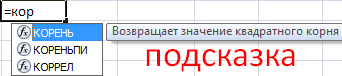 =кор
КОРЕНЬ
Возвращает значение квадратного корня
КОРЕНЬПИ
КОРРЕЛ
подсказка